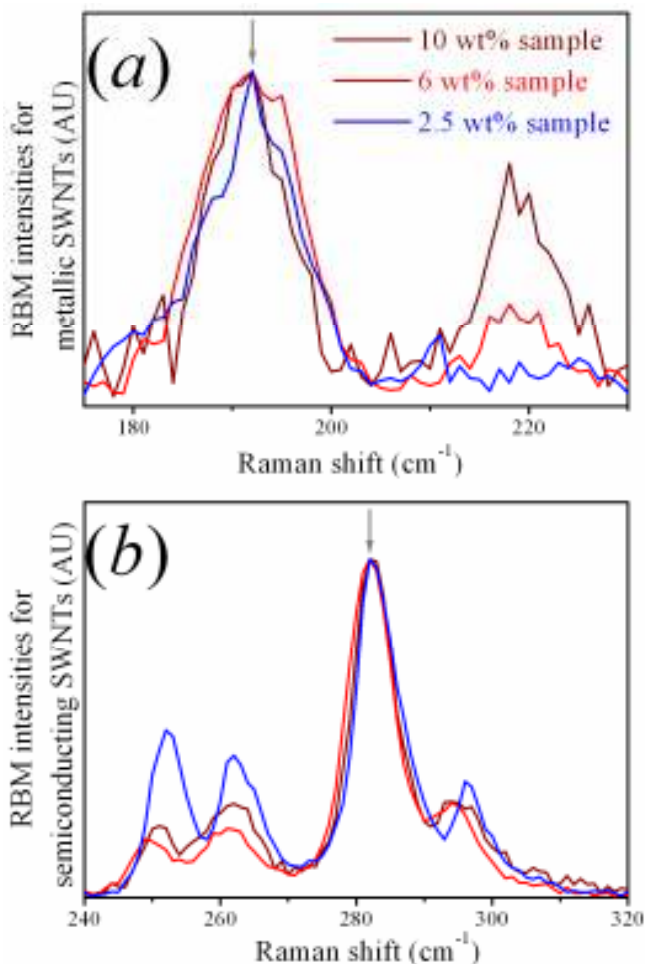 (a)
10 wt% sample
6 wt% sample
2.5 wt% sample
RBM intensities for
metallic SWNTs (AU)
180 200 220
Raman shift (cm⁻¹)
(b)
RBM intensities for
semiconducting SWNTs (AU)
240 260 280 300 320
Raman shift (cm⁻¹)